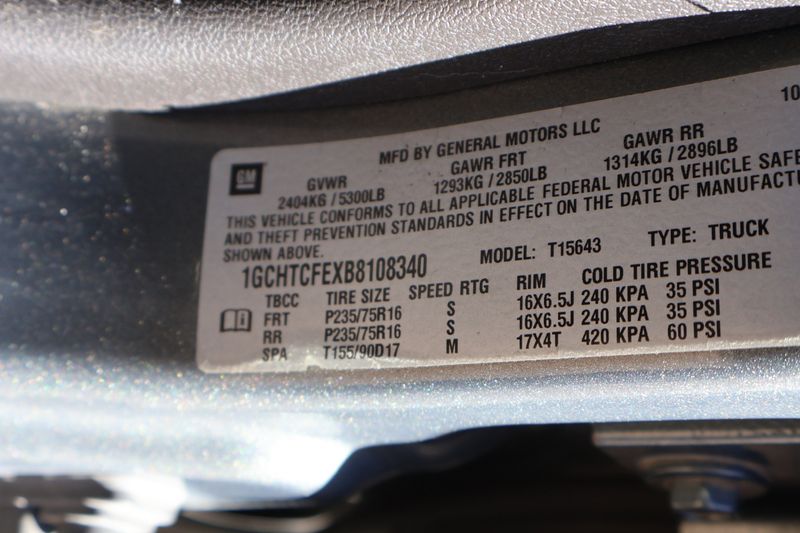 10
MFD BY GENERAL MOTORS LLC
GM
GVWR GAWR FRT GAWR RR
2404KG / 5300LB 1293KG / 2850LB 1314KG / 2896LB
THIS VEHICLE CONFORMS TO ALL APPLICABLE FEDERAL MOTOR VEHICLE SAFE
AND THEFT PREVENTION STANDARDS IN EFFECT ON THE DATE OF MANUFACTU
SHOWN ABOVE.
1GCHTCFEXB8108340 MODEL: T15643 TYPE: TRUCK
TBCC TIRE SIZE SPEED RTG RIM COLD TIRE PRESSURE
FRT P235/75R16 S 16X6.5J 240 KPA 35 PSI
RR P235/75R16 S 16X6.5J 240 KPA 35 PSI
SPA T155/90D17 M 17X4T 420 KPA 60 PSI